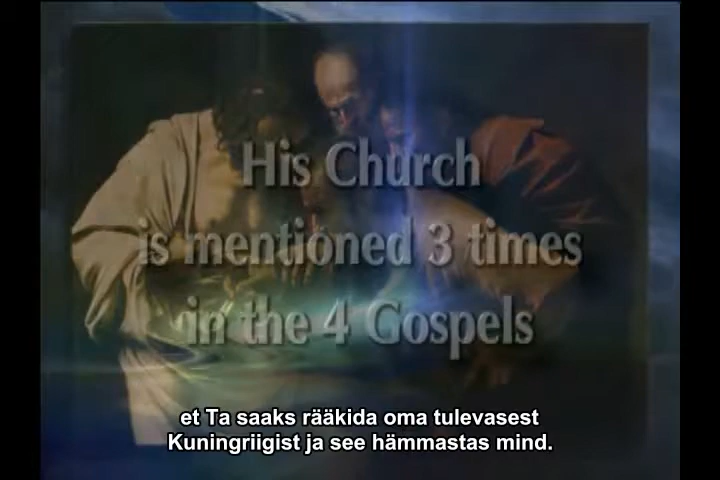 His Church
is mentioned 3 times
in the 4 Gospels
et Ta saaks rääkida oma tulevasest
Kuningriigist ja see hämmastas mind.